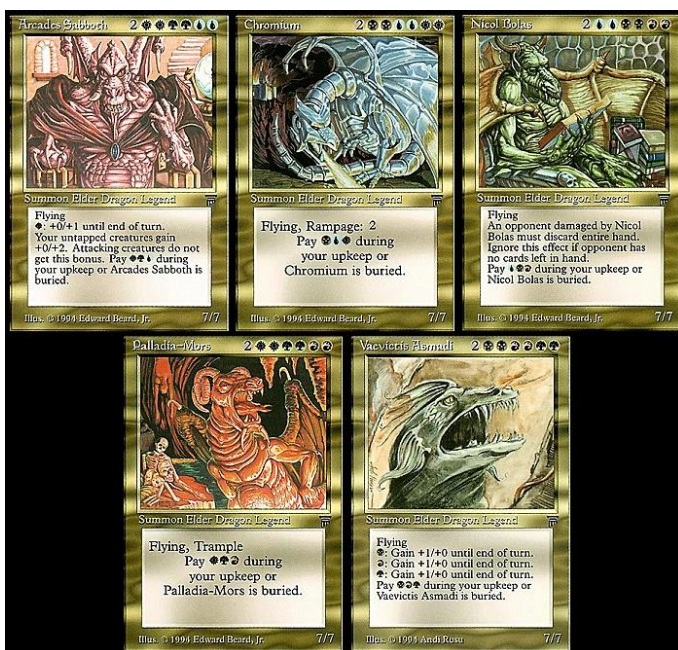 Arcades Sabboth 2
Summon Elder Dragon Legend
Flying
: +0/+1 until end of turn.
Your untapped creatures gain
+0/+2. Attacking creatures do not
get this bonus. Pay during
your upkeep or Arcades Sabboth is
buried.
Illus. © 1994 Edward Beard, Jr. 7/7
Chromium 2
Summon Elder Dragon Legend
Flying, Rampage: 2
Pay during
your upkeep or
Chromium is buried.
Illus. © 1994 Edward Beard, Jr. 7/7
Nicol Bolas 2
Summon Elder Dragon Legend
Flying
An opponent damaged by Nicol
Bolas must discard entire hand.
Ignore this effect if opponent has
no cards left in hand.
Pay during your upkeep or
Nicol Bolas is buried.
Illus. © 1994 Edward Beard, Jr. 7/7
Palladia-Mors 2
Summon Elder Dragon Legend
Flying, Trample
Pay during
your upkeep or
Palladia-Mors is buried.
Illus. © 1994 Edward Beard, Jr. 7/7
Vaevictis Asmadi 2
Summon Elder Dragon Legend
Flying
: Gain +1/+0 until end of turn.
: Gain +1/+0 until end of turn.
: Gain +1/+0 until end of turn.
Pay during your upkeep or
Vaevictis Asmadi is buried.
Illus. © 1994 Andi Rusu 7/7